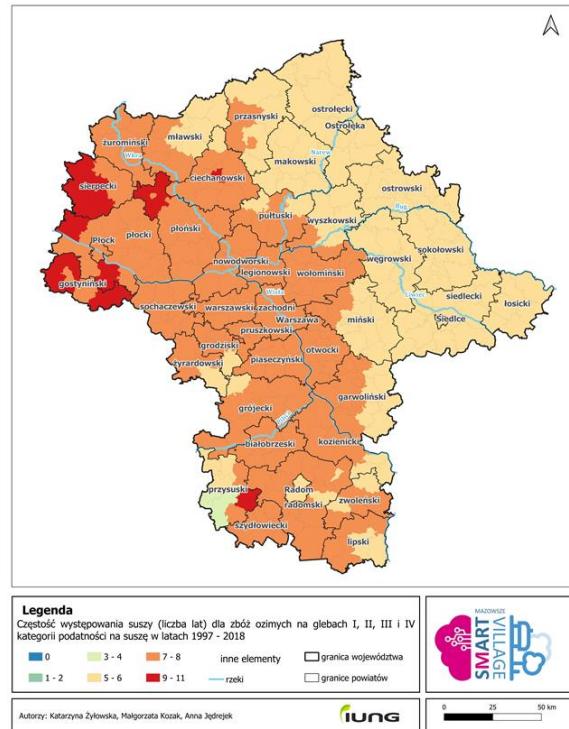 ostrołęcki
Ostrołęka
przasnyski
mławski
żuromiński
Wkra
Narew
makowski
ciechanowski
sierpecki
ostrowski
pułtuski
wyszkowski
Bug
płoński
płocki
Płock
sokołowski
węgrowski
nowodworski
legionowski
wołomiński
gostyniński
siedlecki
łosicki
Liwiec
Siedlce
Wisła
sochaczewski
warszawski zachodni
Warszawa
miński
pruszkowski
grodziski
otwocki
żyrardowski
piaseczyński
garwoliński
grójecki
Pilica
białobrzeski
kozienicki
przysuski
Radom
radomski
zwoleński
szydłowiecki
lipski
Legenda
Częstość występowania suszy (liczba lat) dla zbóż ozimych na glebach I, II, III i IV
kategorii podatności na suszę w latach 1997 - 2018
0 3 - 4 7 - 8 inne elementy granica województwa
1 - 2 5 - 6 9 - 11 rzeki granice powiatów
MAZOWSZE
SMART
VILLAGE
Autorzy: Katarzyna Żyłowska, Małgorzata Kozak, Anna Jędrejek
IUNG
0 25 50 km